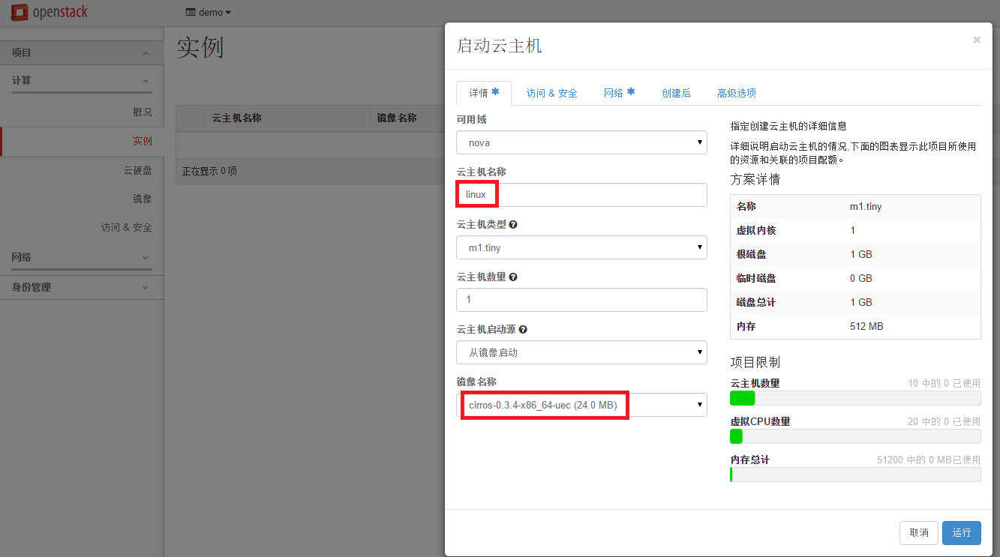 openstack
demo
项目
计算
概况
实例
云硬盘
镜像
访问 & 安全
网络
身份管理
实例
云主机名称 镜像名称
正在显示 0 项
启动云主机
×
详情 * 访问 & 安全 网络 * 创建后 高级选项
可用域
nova
云主机名称
linux
云主机类型
m1.tiny
云主机数量
1
云主机启动源
从镜像启动
镜像名称
cirros-0.3.4-x86_64-uec (24.0 MB)
指定创建云主机的详细信息
详细说明启动云主机的情况,下面的图表显示此项目所使用
的资源和关联的项目配额。
方案详情
名称 m1.tiny
虚拟内核 1
根磁盘 1 GB
临时磁盘 0 GB
磁盘总计 1 GB
内存 512 MB
项目限制
云主机数量 10 中的 0 已使用
虚拟CPU数量 20 中的 0 已使用
内存总计 51200 中的 0 MB已使用
取消 运行